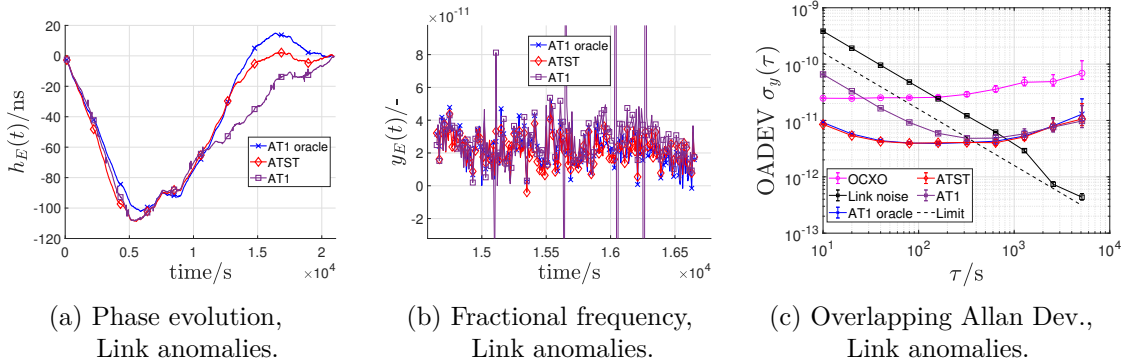 20
0
-20
-40
-60
-80
-100
-120
h_E(t)/ns
0
0.5
1
1.5
2
time/s
×10^4
AT1 oracle
ATST
AT1
(a) Phase evolution,
Link anomalies.
×10^-11
8
6
4
2
0
-2
y_E(t)/-
1.5
1.55
1.6
1.65
time/s
×10^4
AT1 oracle
ATST
AT1
(b) Fractional frequency,
Link anomalies.
10^-9
10^-10
10^-11
10^-12
10^-13
OADEV σ_y(τ)
10^1
10^2
10^3
10^4
τ/s
OCXO
Link noise
AT1 oracle
ATST
AT1
Limit
(c) Overlapping Allan Dev.,
Link anomalies.